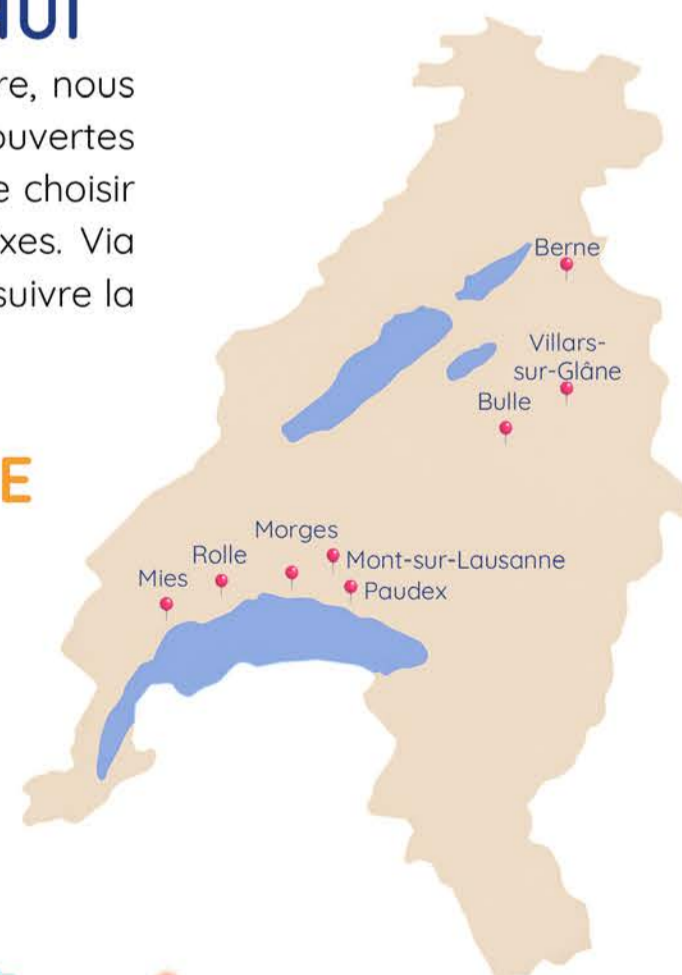 re, nous
ouvertes
e choisir
xes. Via
suivre la
E
Berne
Villars-
sur-Glâne
Bulle
Morges
Rolle
Mont-sur-Lausanne
Mies
Paudex